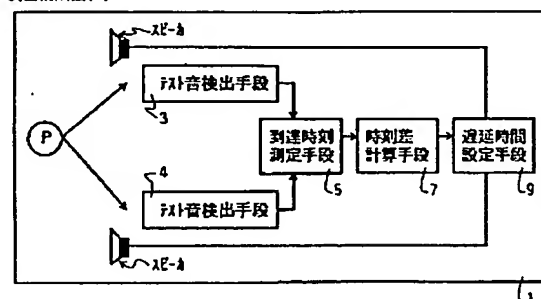 スピーカ
テスト音検出手段
3
P
到達時刻
測定手段
5
時刻差
計算手段
7
遅延時間
設定手段
9
4
テスト音検出手段
スピーカ
1